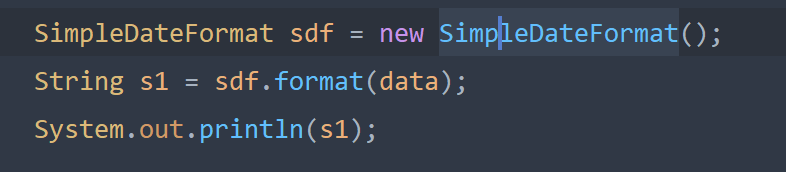 SimpleDateFormat sdf = new SimpleDateFormat();
String s1 = sdf.format(data);
System.out.println(s1);